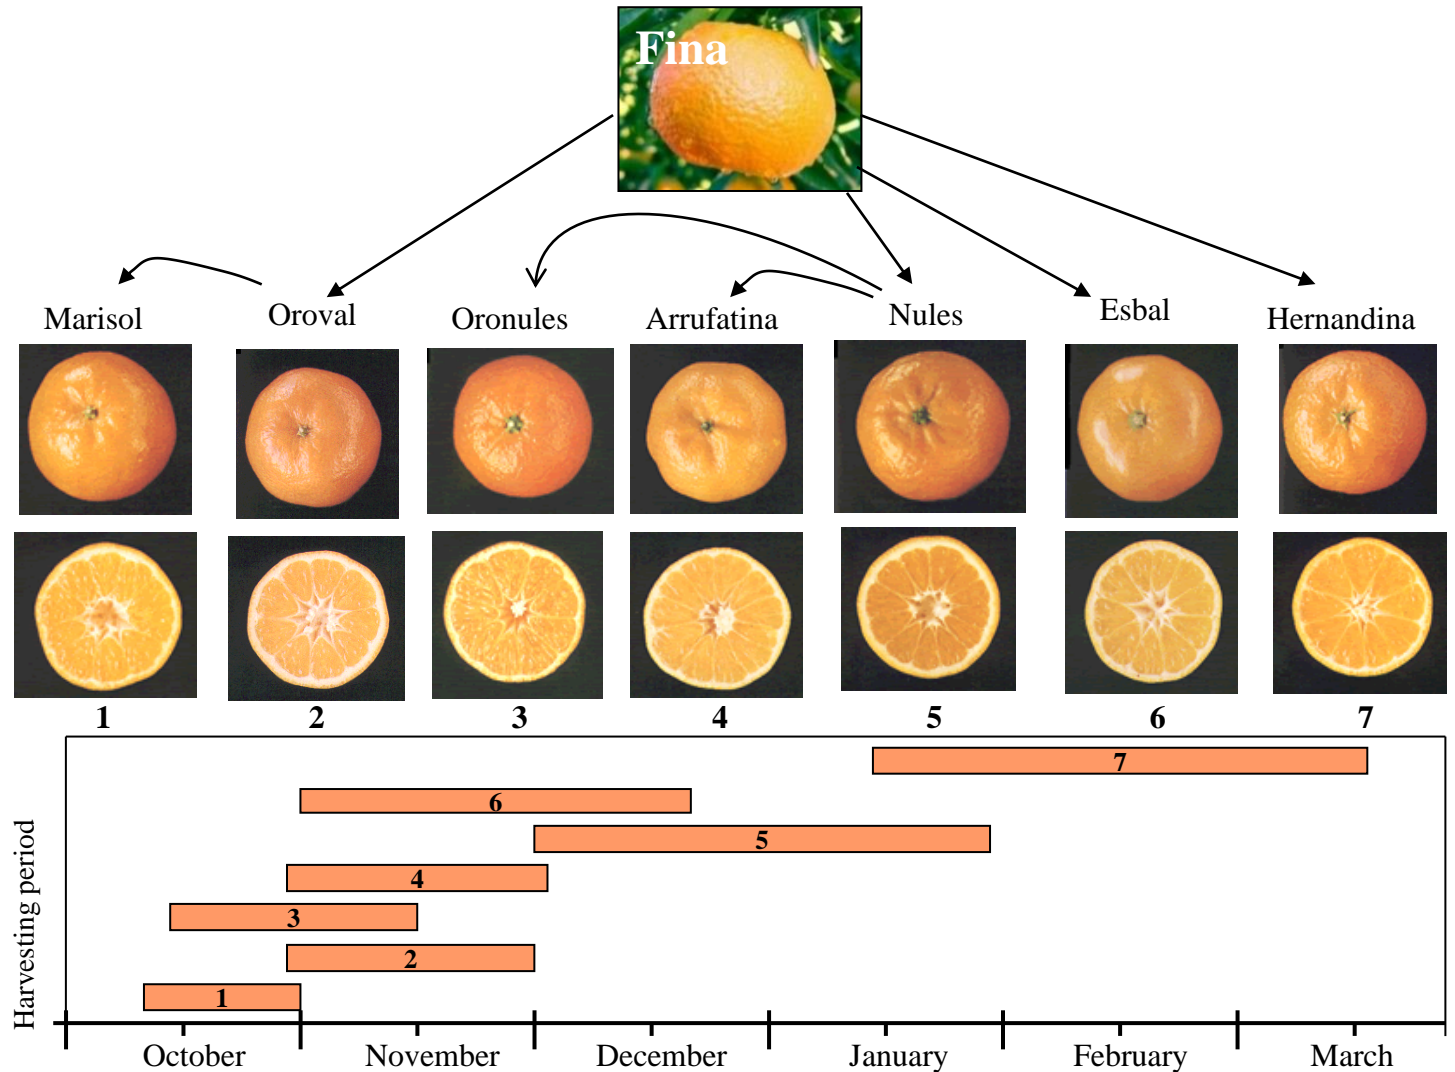 Fina
Marisol Oroval Oronules Arrufatina Nules Esbal Hernandina
1 2 3 4 5 6 7
Harvesting period
7
6
5
4
3
2
1
October November December January February March